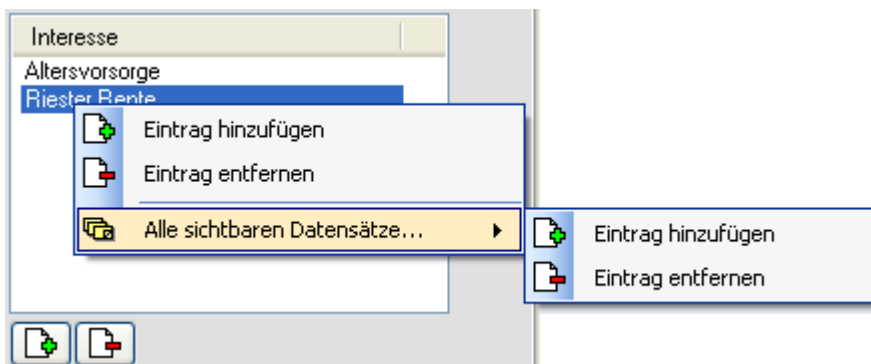 Interesse
Altersvorsorge
Riester Rente
Eintrag hinzufügen
Eintrag entfernen
Alle sichtbaren Datensätze...
Eintrag hinzufügen
Eintrag entfernen